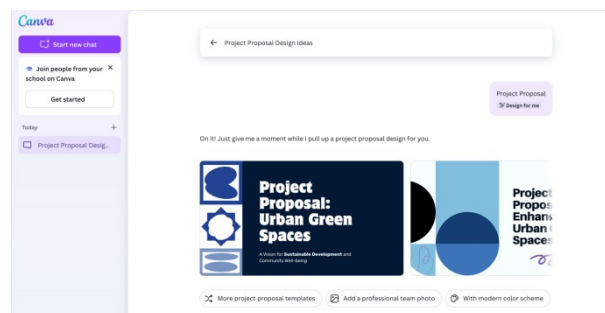 Canva
Start new chat
Join people from your
school on Canva
Get started
Today
Project Proposal Desig..
Project Proposal Design Ideas
Project Proposal
Design for me
On it! Just give me a moment while I pull up a project proposal design for you.
Project
Proposal:
Urban Green
Spaces
A Vision for Sustainable Development and
Community Well-being
Project
Propos
Enhan
Urban
Spaces
More project proposal templates
Add a professional team photo
With modern color scheme